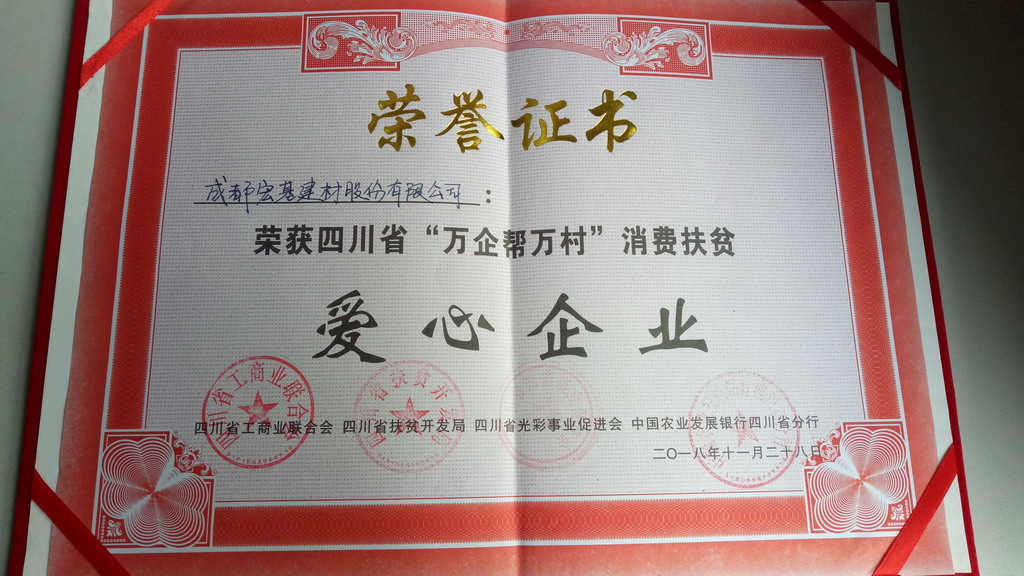 荣誉证书
成都宏基建材股份有限公司：
荣获四川省“万企帮万村”消费扶贫
爱心企业
四川省工商业联合会 四川省扶贫开发局 四川省光彩事业促进会 中国农业发展银行四川省分行
二〇一八年十一月二十八日